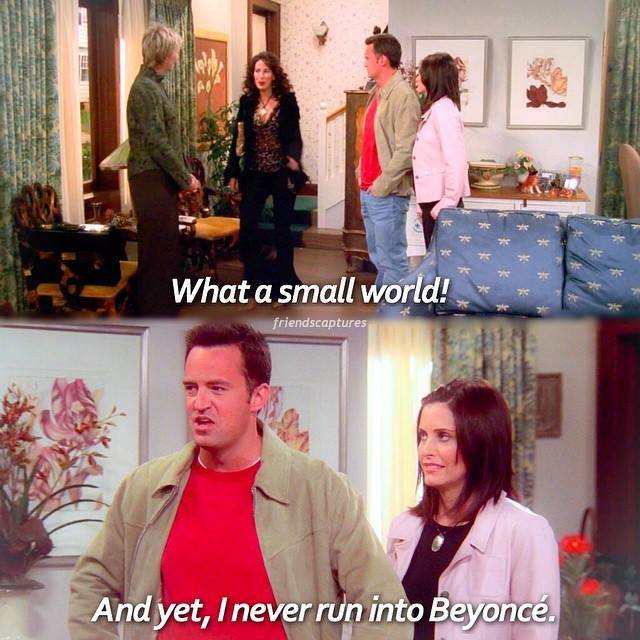 What a small world!
friendscaptures
And yet, I never run into Beyoncé.